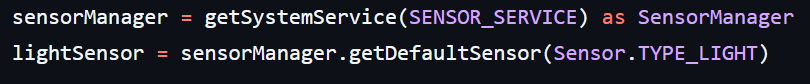 sensorManager = getSystemService(SENSOR_SERVICE) as SensorManager
lightSensor = sensorManager.getDefaultSensor(Sensor.TYPE_LIGHT)